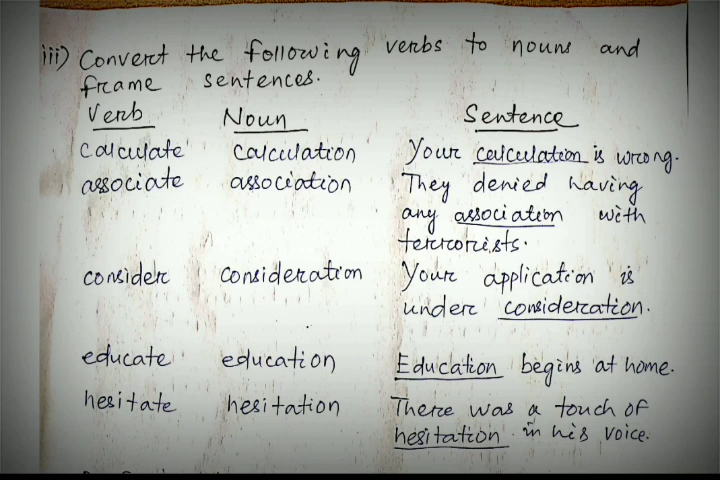 iii) Convert the following verbs to nouns and
frame sentences.
Verb Noun Sentence
calculate calculation Your calculation is wrong.
associate association They denied having
any association with
terrorists.
consider consideration Your application is
under consideration.
educate education Education begins at home.
hesitate hesitation There was a touch of
hesitation in his voice.